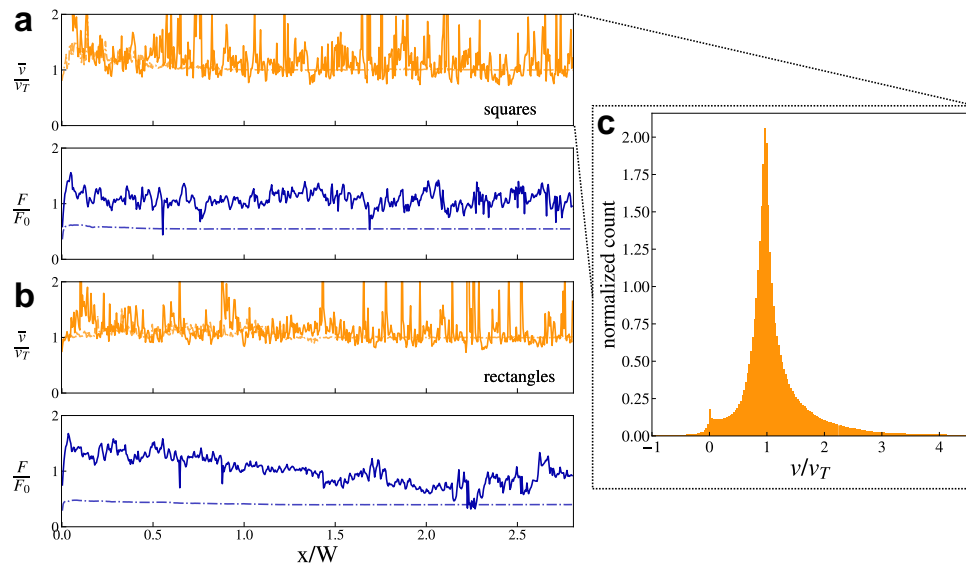 a
2
v̄/v_T
1
squares
0
2
F/F_0
1
0
b
2
v̄/v_T
1
rectangles
0
2
F/F_0
1
0
0.0 0.5 1.0 1.5 2.0 2.5
x/W
c
2.00
1.75
1.50
1.25
1.00
0.75
0.50
0.25
0.00
normalized count
−1 0 1 2 3 4
v/v_T